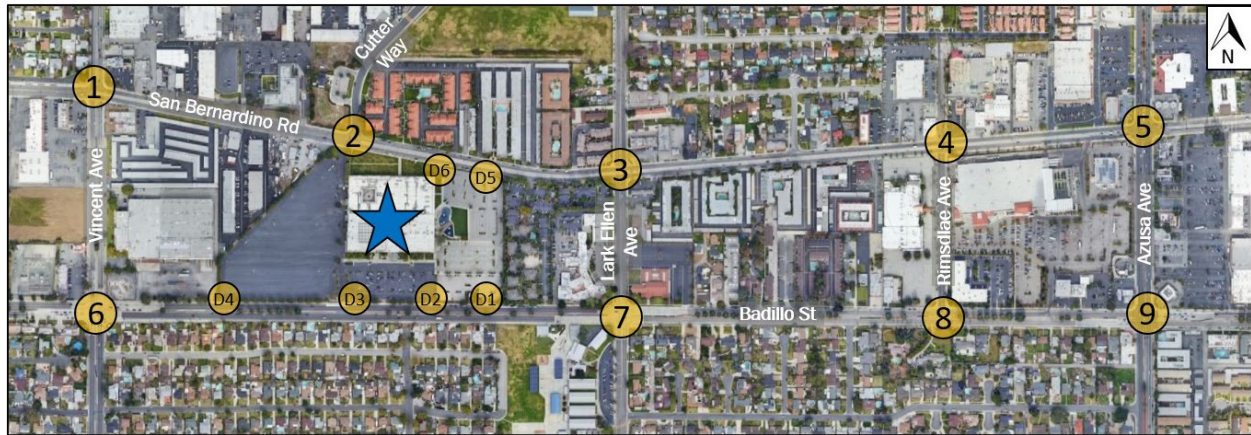 Cutter
Way
N
1
San Bernardino Rd
2
3
4
5
Vincent Ave
D6
D5
Lark Ellen
Ave
Rimsdlae Ave
Azusa Ave
D4
D3
D2
D1
6
7
Badillo St
8
9